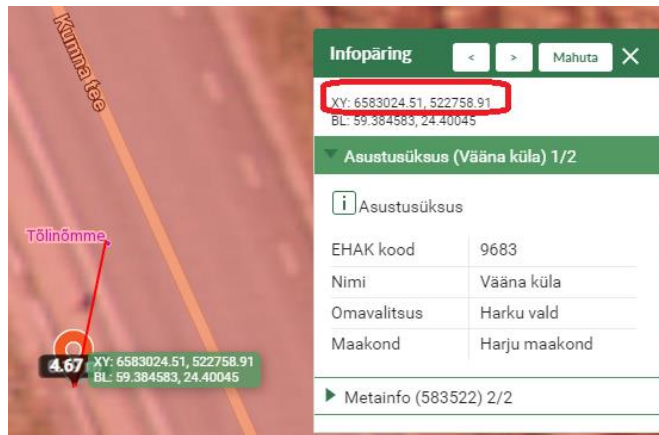 Kumna tee
Tõlinõmme
4.67
XY: 6583024.51, 522758.91
BL: 59.384583, 24.40045
Infopäring
<
>
Mahuta
XY: 6583024.51, 522758.91
BL: 59.384583, 24.40045
Asustusüksus (Vääna küla) 1/2
i Asustusüksus
EHAK kood 9683
Nimi Vääna küla
Omavalitsus Harku vald
Maakond Harju maakond
Metainfo (583522) 2/2